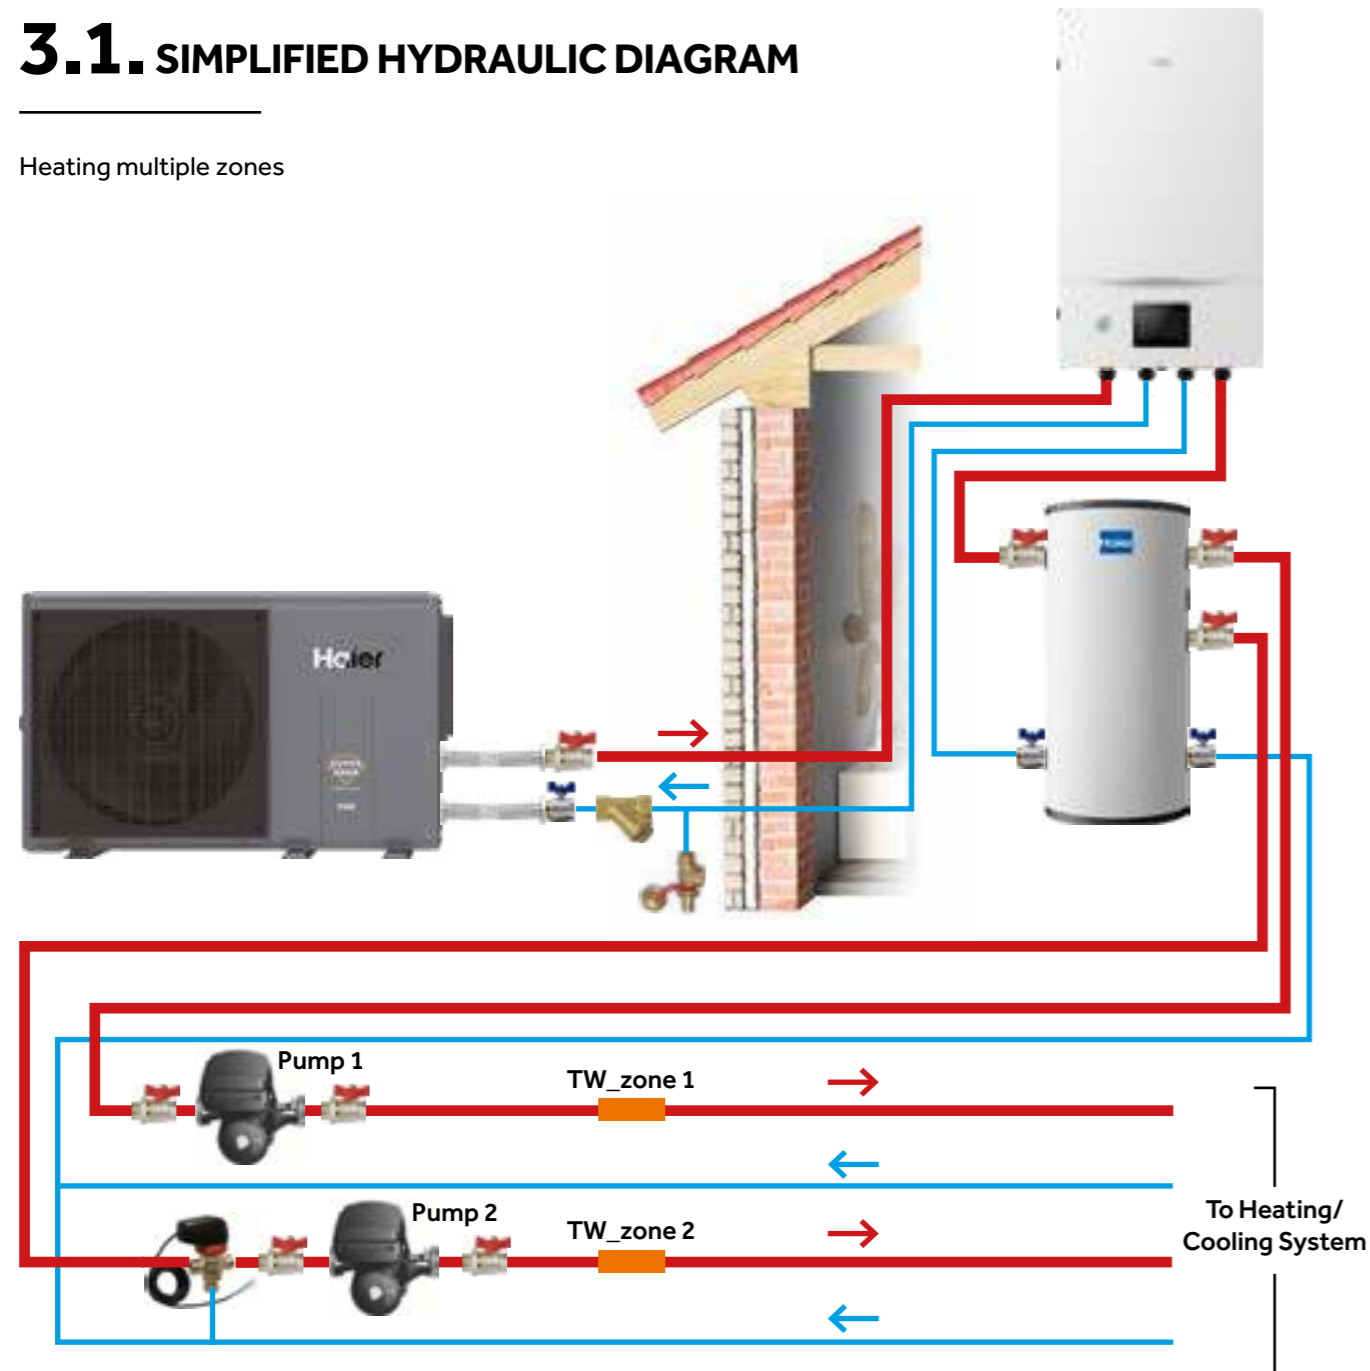 3.1. SIMPLIFIED HYDRAULIC DIAGRAM
Heating multiple zones
Haier
Pump 1
TW_zone 1
Pump 2
TW_zone 2
To Heating/
Cooling System